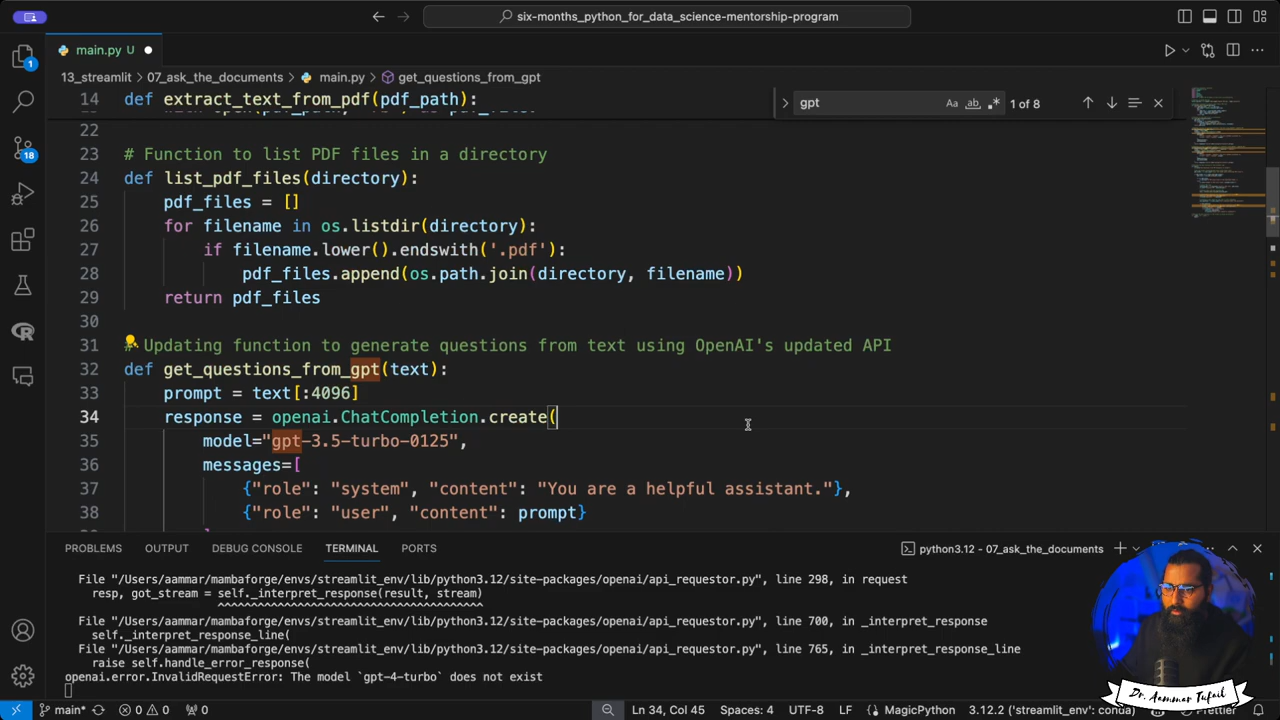 six-months_python_for_data_science-mentorship-program
main.py U
13_streamlit > 07_ask_the_documents > main.py > get_questions_from_gpt
gpt
Aa
ab
1 of 8
14 def extract_text_from_pdf(pdf_path):
22
23 # Function to list PDF files in a directory
24 def list_pdf_files(directory):
25 pdf_files = []
26 for filename in os.listdir(directory):
27 if filename.lower().endswith('.pdf'):
28 pdf_files.append(os.path.join(directory, filename))
29 return pdf_files
30
31 # Updating function to generate questions from text using OpenAI's updated API
32 def get_questions_from_gpt(text):
33 prompt = text[:4096]
34 response = openai.ChatCompletion.create(
35 model="gpt-3.5-turbo-0125",
36 messages=[
37 {"role": "system", "content": "You are a helpful assistant."},
38 {"role": "user", "content": prompt}
1
18
PROBLEMS OUTPUT DEBUG CONSOLE TERMINAL PORTS
python3.12 - 07_ask_the_documents
File "/Users/aammar/mambaforge/envs/streamlit_env/lib/python3.12/site-packages/openai/api_requestor.py", line 298, in request
resp, got_stream = self._interpret_response(result, stream)
^^^^^^^^^^^^^^^^^^^^^^^^^^^^^^^^^^^^^^^^
File "/Users/aammar/mambaforge/envs/streamlit_env/lib/python3.12/site-packages/openai/api_requestor.py", line 700, in _interpret_response
self._interpret_response_line(
File "/Users/aammar/mambaforge/envs/streamlit_env/lib/python3.12/site-packages/openai/api_requestor.py", line 765, in _interpret_response_line
raise self.handle_error_response(
openai.error.InvalidRequestError: The model `gpt-4-turbo` does not exist
Dr. Aammar Tufail
main* 0 0 0 Ln 34, Col 45 Spaces: 4 UTF-8 LF MagicPython 3.12.2 ('streamlit_env': conda) Prettier